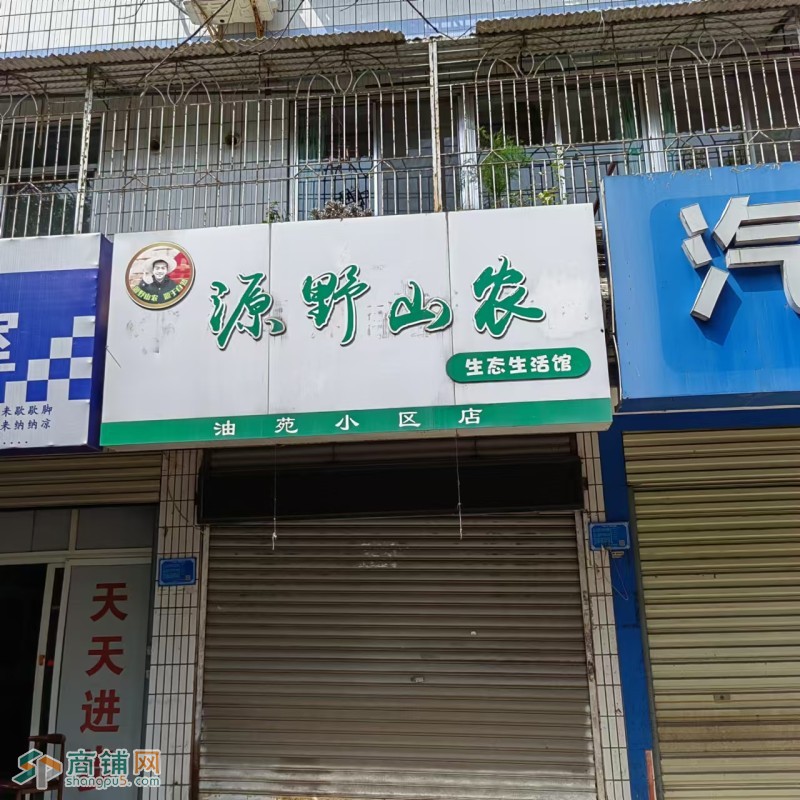 源野山农
生态生活馆
油苑小区店
来歇歇脚
来纳纳凉
汽
天天进
商铺网
shangpu5.com